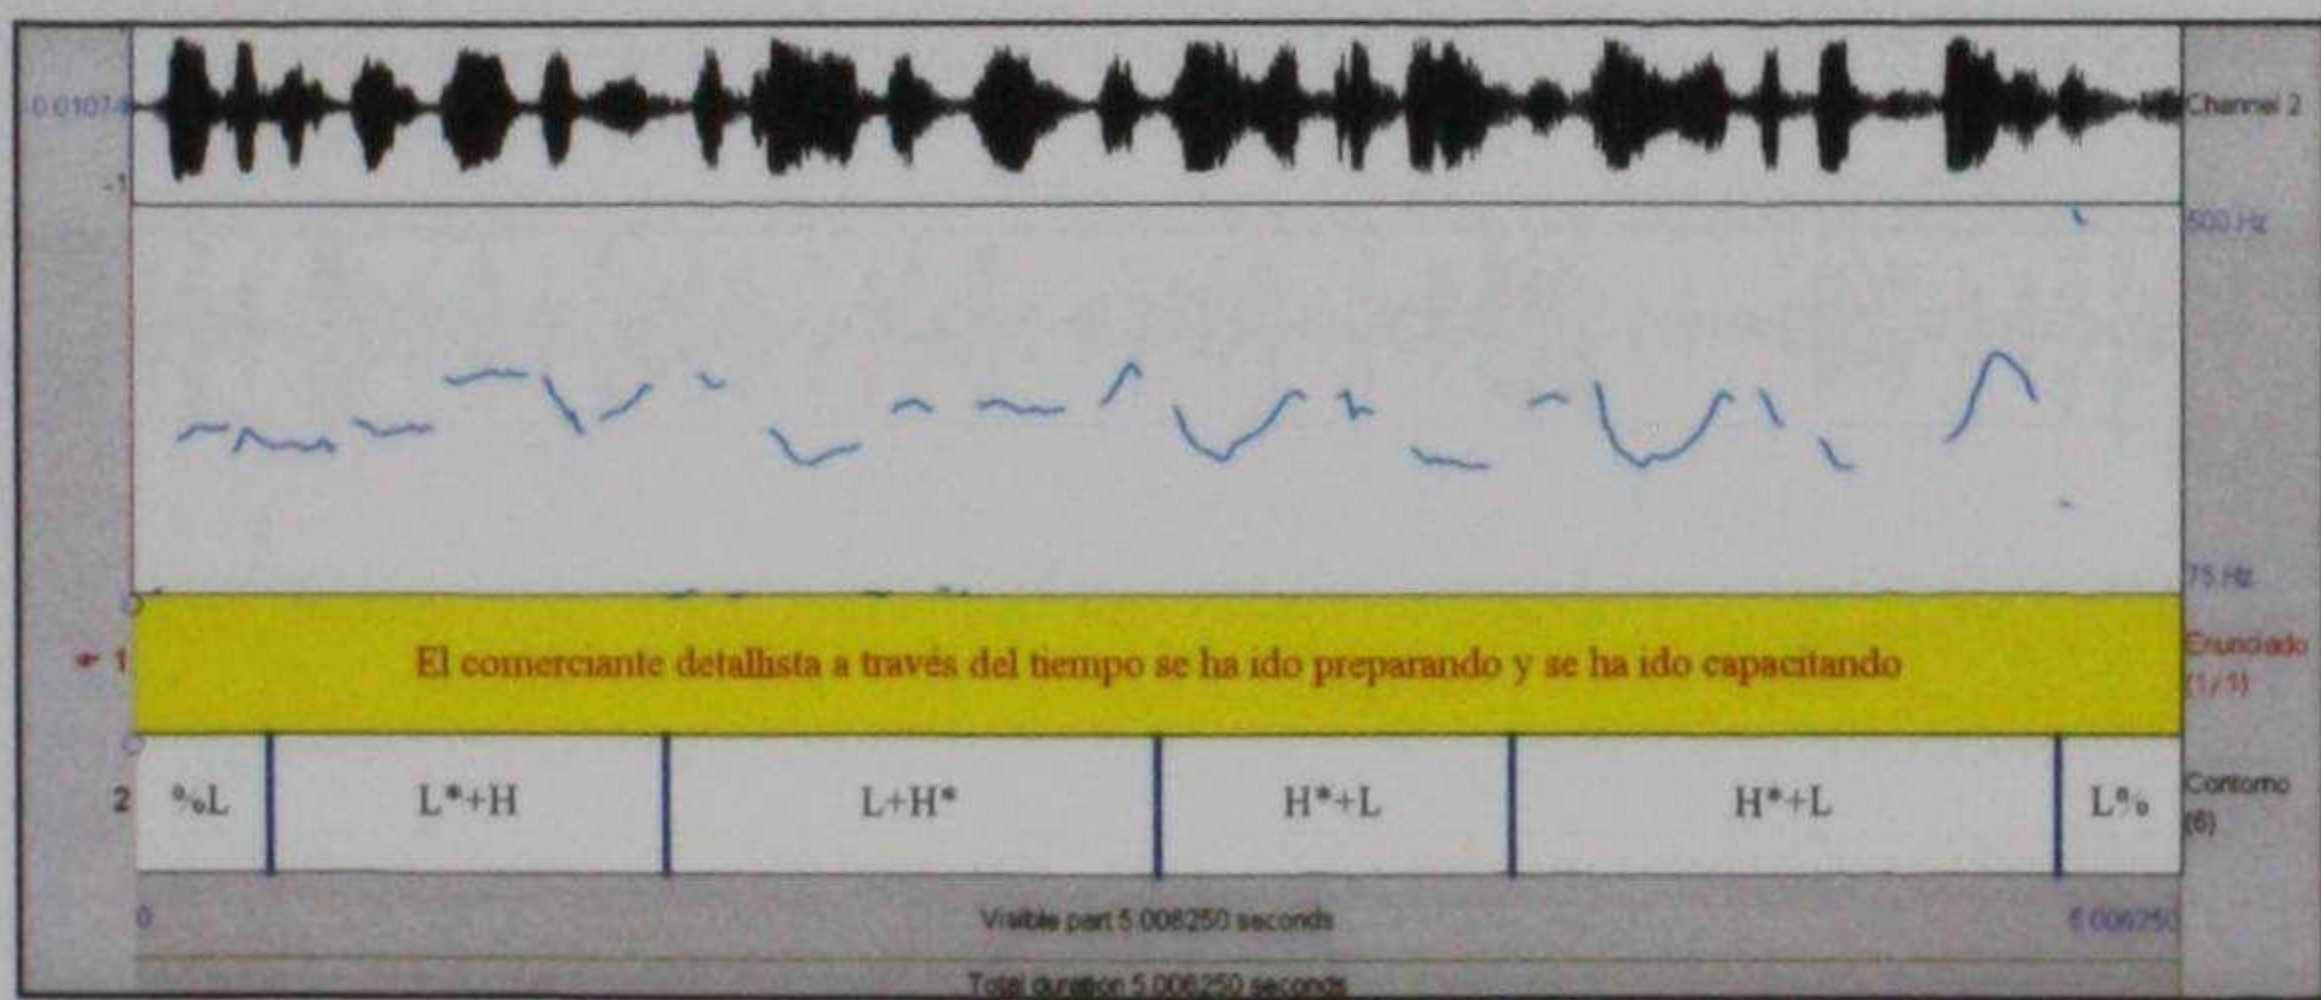 Channel 2
-1
500 Hz
75 Hz
1
El comerciante detallista a través del tiempo se ha ido preparando y se ha ido capacitando
Enunciado
(1/1)
2
%L
L*+H
L+H*
H*+L
H*+L
L%
Contorno
(6)
0
Visible part 5.006250 seconds
5.006250
Total duration 5.006250 seconds